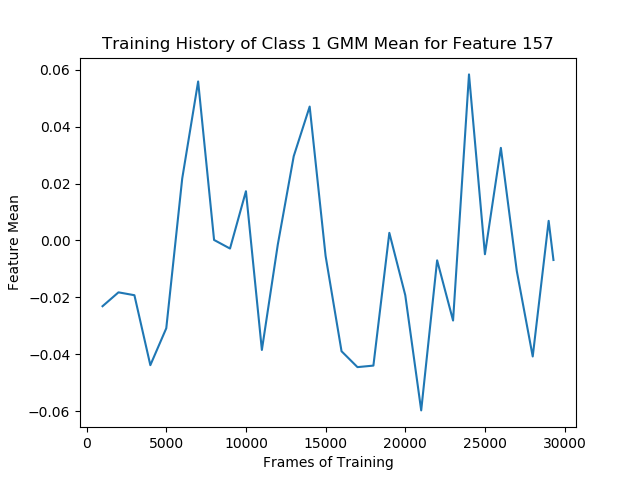 Training History of Class 1 GMM Mean for Feature 157
0.06
0.04
0.02
0.00
−0.02
−0.04
−0.06
Feature Mean
0 5000 10000 15000 20000 25000 30000
Frames of Training